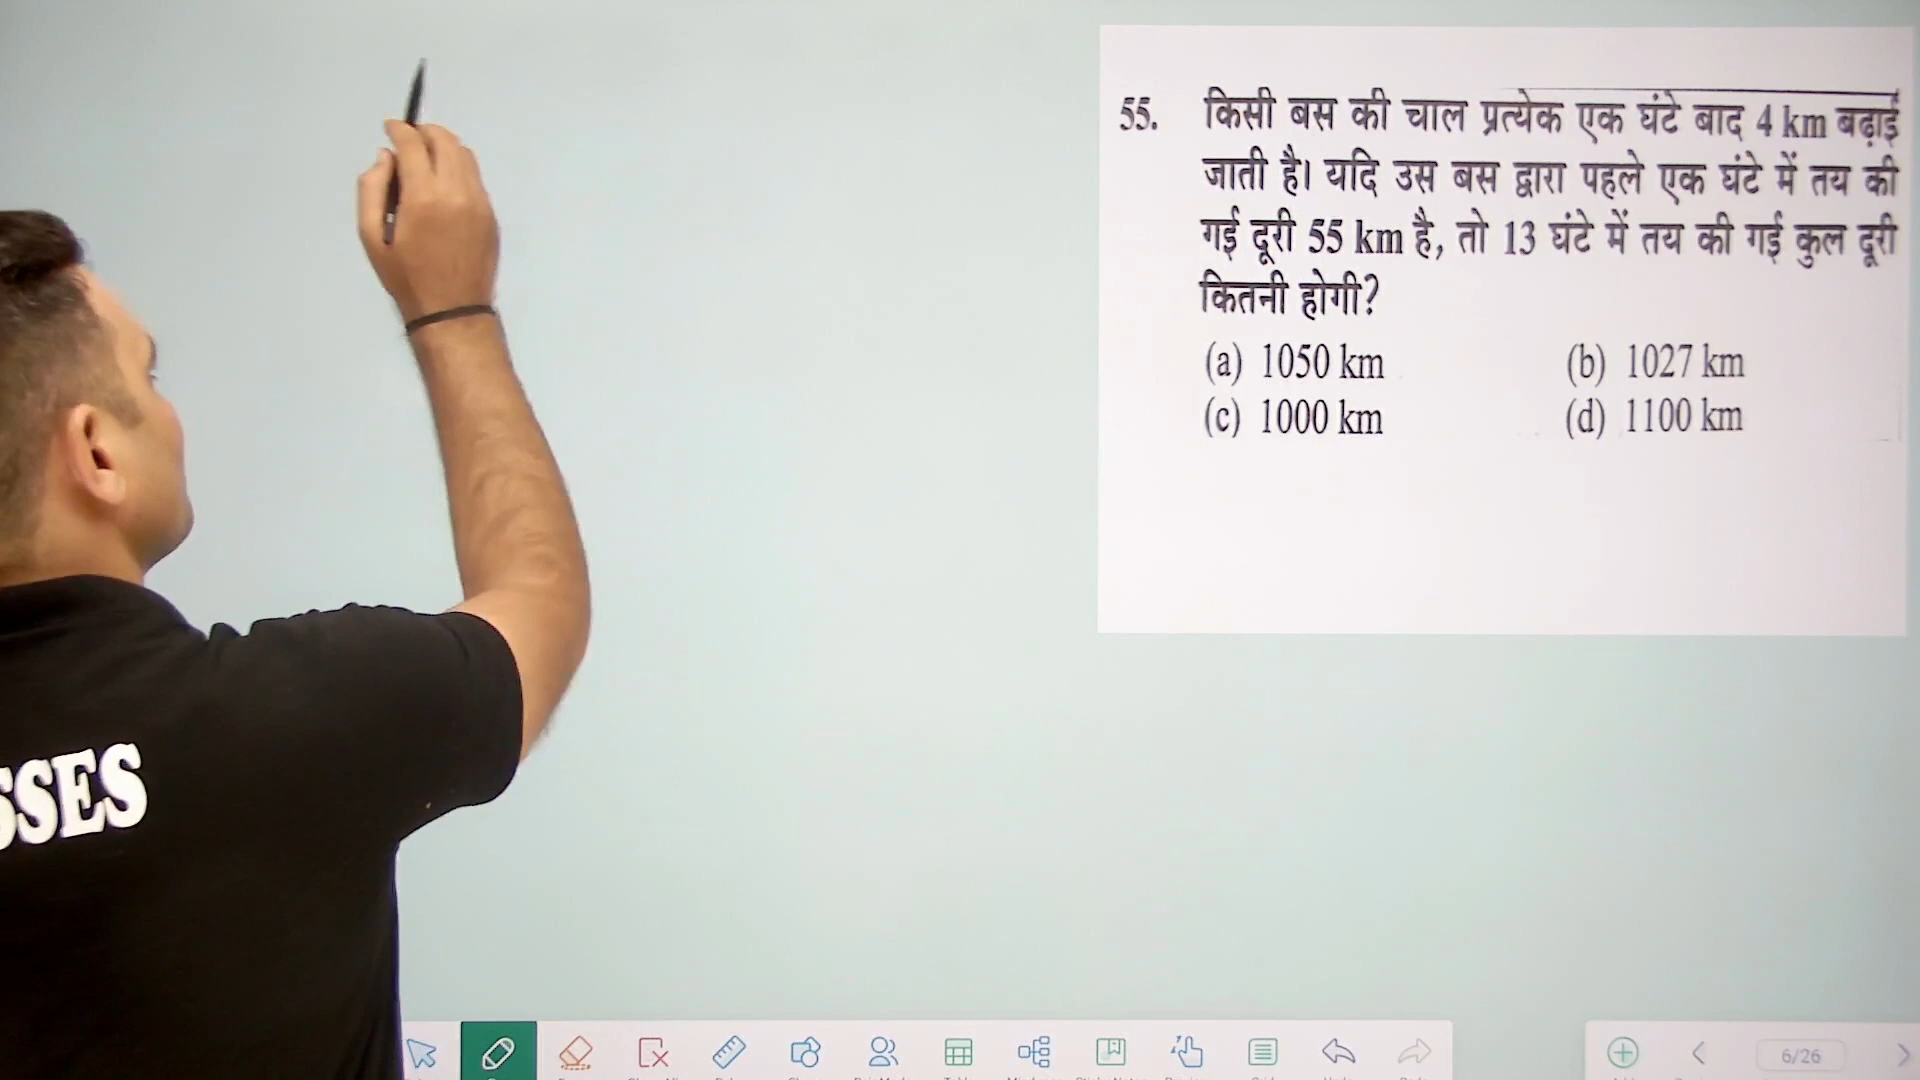 55. किसी बस की चाल प्रत्येक एक घंटे बाद 4 km बढ़ाई
जाती है। यदि उस बस द्वारा पहले एक घंटे में तय की
गई दूरी 55 km है, तो 13 घंटे में तय की गई कुल दूरी
कितनी होगी?
(a) 1050 km (b) 1027 km
(c) 1000 km (d) 1100 km
SSES
6/26